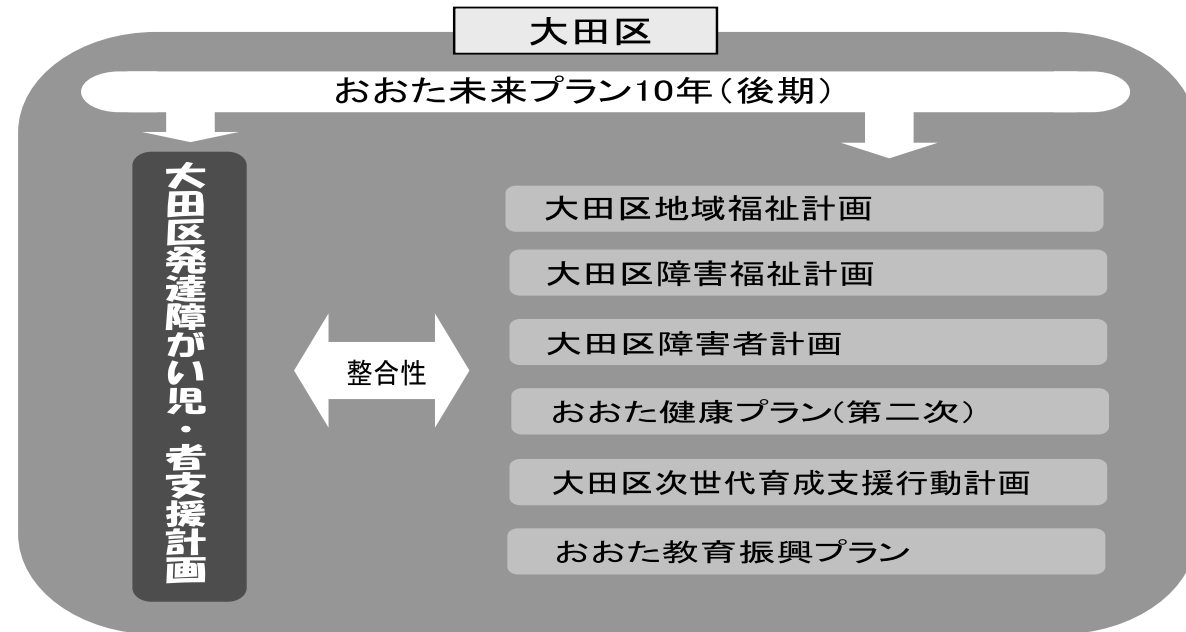 大田区
おおた未来プラン10年(後期)
大田区発達障がい児・者支援計画
整合性
大田区地域福祉計画
大田区障害福祉計画
大田区障害者計画
おおた健康プラン(第二次)
大田区次世代育成支援行動計画
おおた教育振興プラン